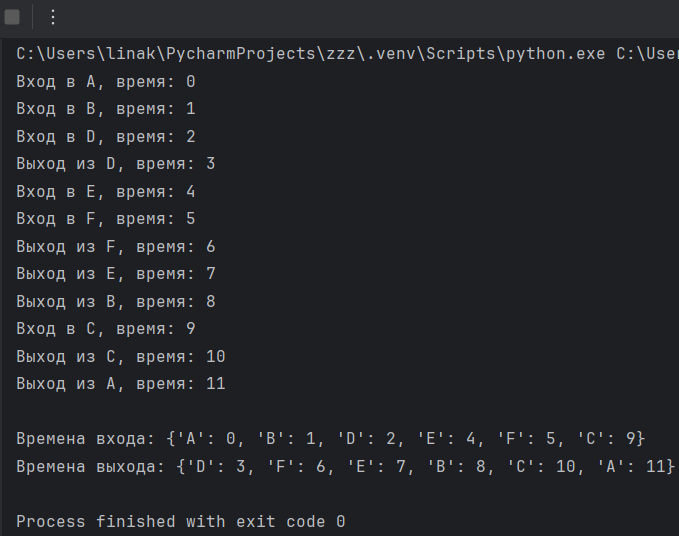 C:\Users\linak\PycharmProjects\zzz\.venv\Scripts\python.exe C:\User
Вход в A, время: 0
Вход в B, время: 1
Вход в D, время: 2
Выход из D, время: 3
Вход в E, время: 4
Вход в F, время: 5
Выход из F, время: 6
Выход из E, время: 7
Выход из B, время: 8
Вход в C, время: 9
Выход из C, время: 10
Выход из A, время: 11
Времена входа: {'A': 0, 'B': 1, 'D': 2, 'E': 4, 'F': 5, 'C': 9}
Времена выхода: {'D': 3, 'F': 6, 'E': 7, 'B': 8, 'C': 10, 'A': 11}
Process finished with exit code 0